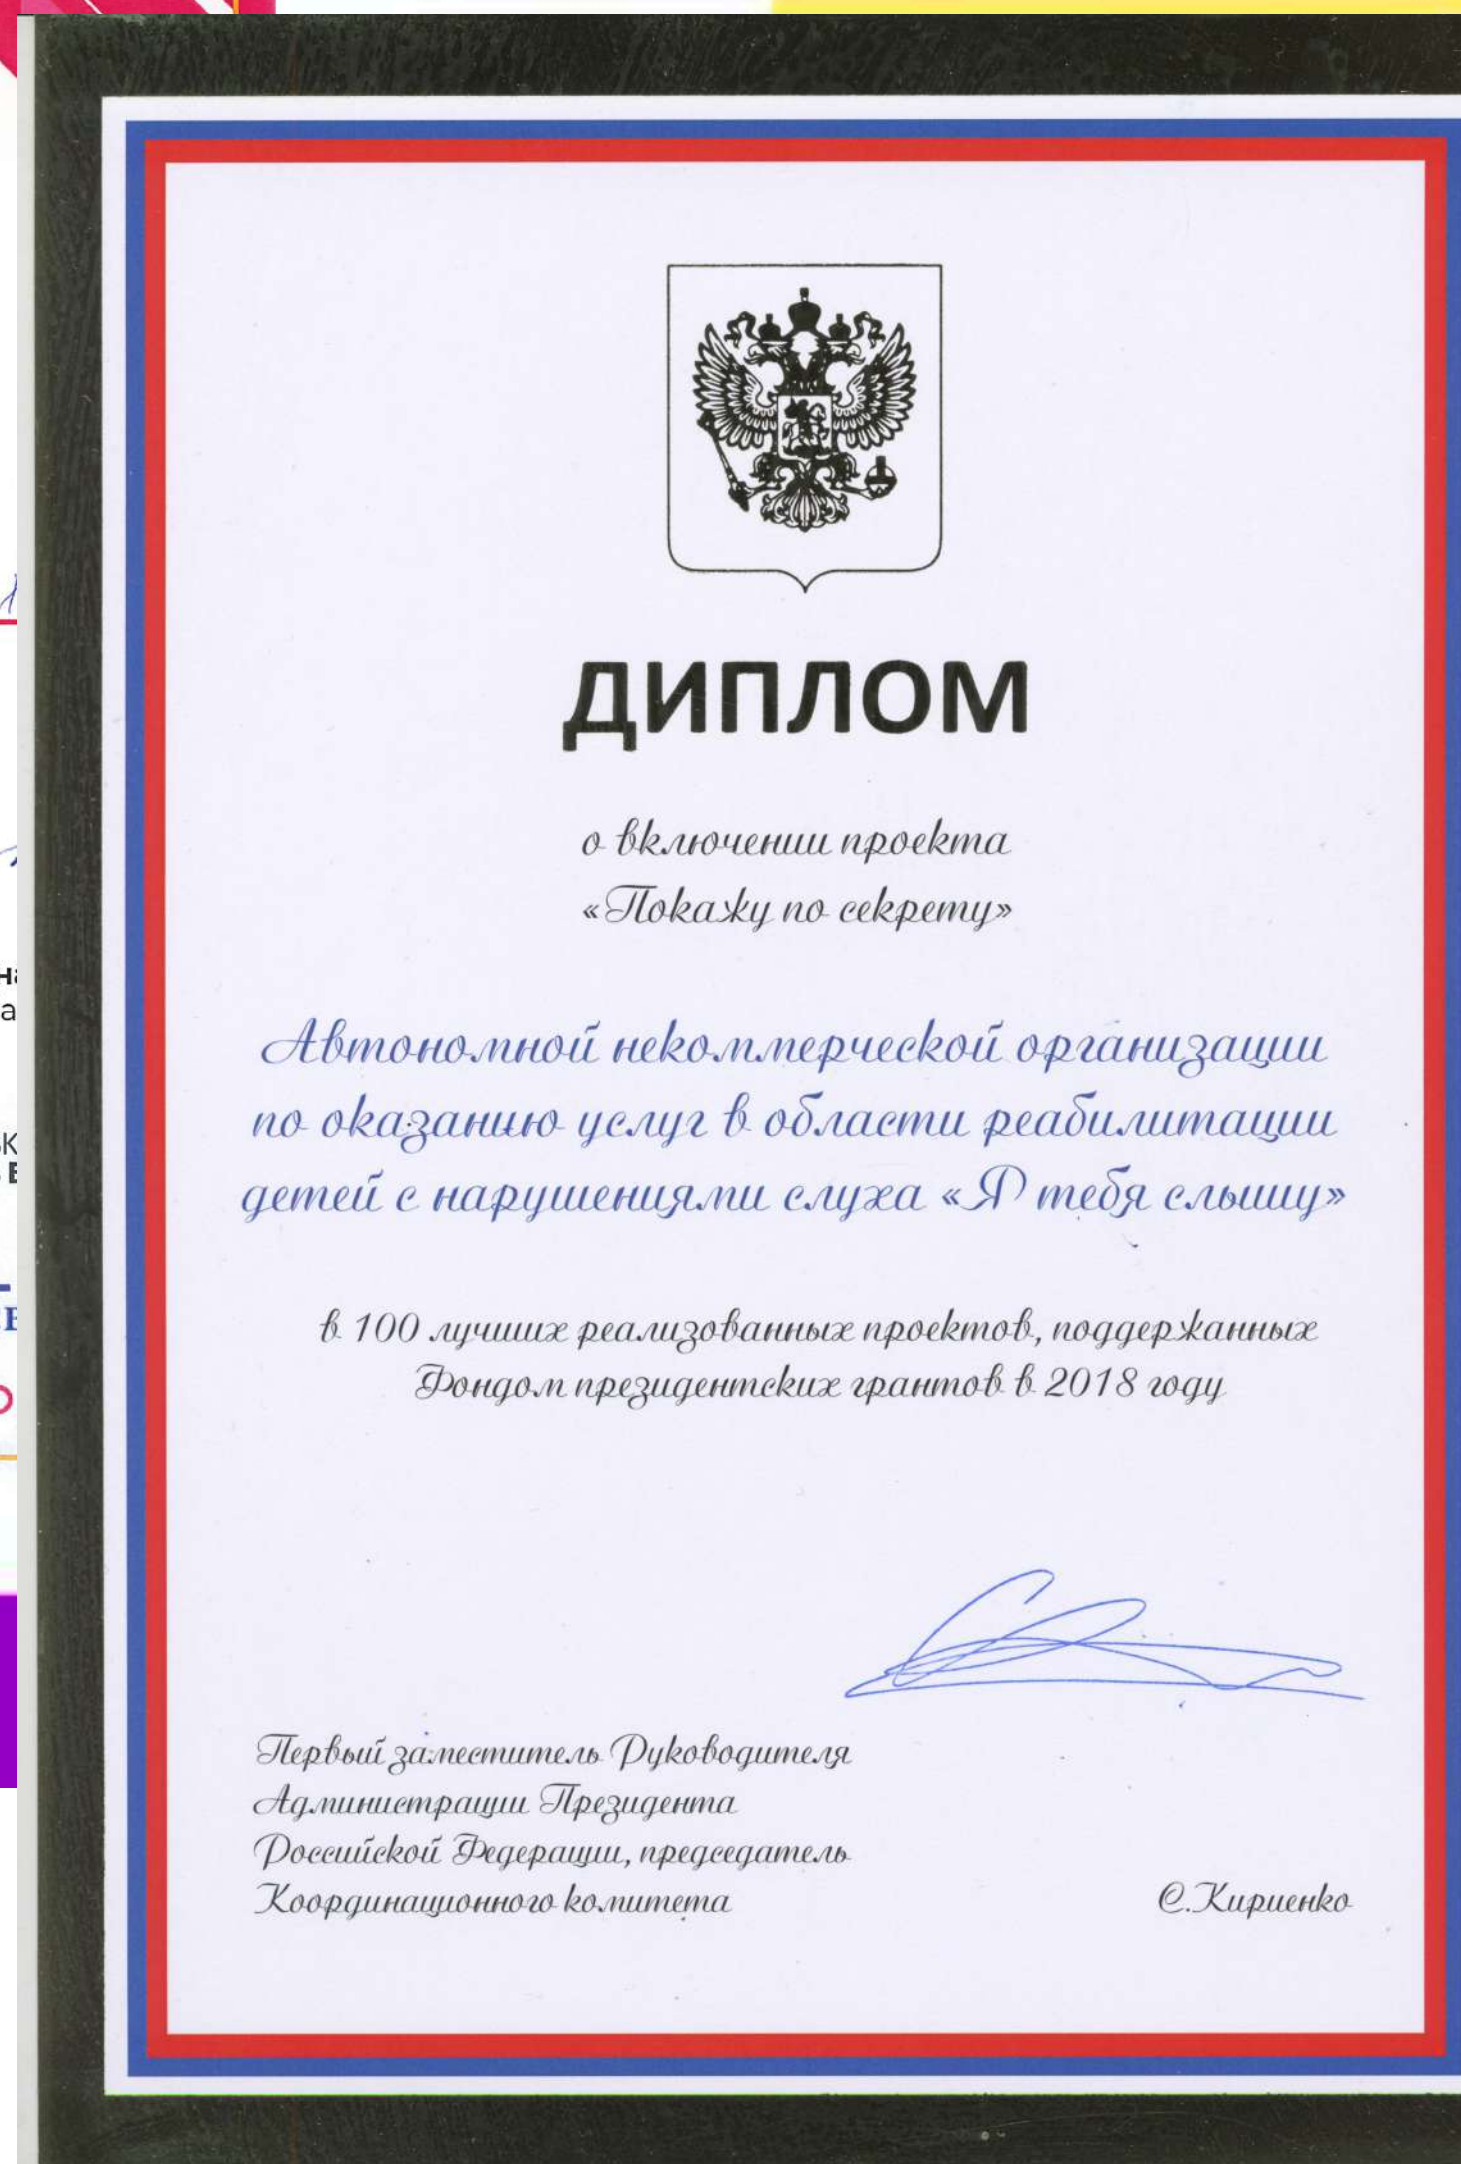 ДИПЛОМ
о включении проекта
«Покажу по секрету»
Автономной некоммерческой организации
по оказанию услуг в области реабилитации
детей с нарушениями слуха «Я тебя слышу»
в 100 лучших реализованных проектов, поддержанных
Фондом президентских грантов в 2018 году
Первый заместитель Руководителя
Администрации Президента
Российской Федерации, председатель
Координационного комитета
С.Кириенко